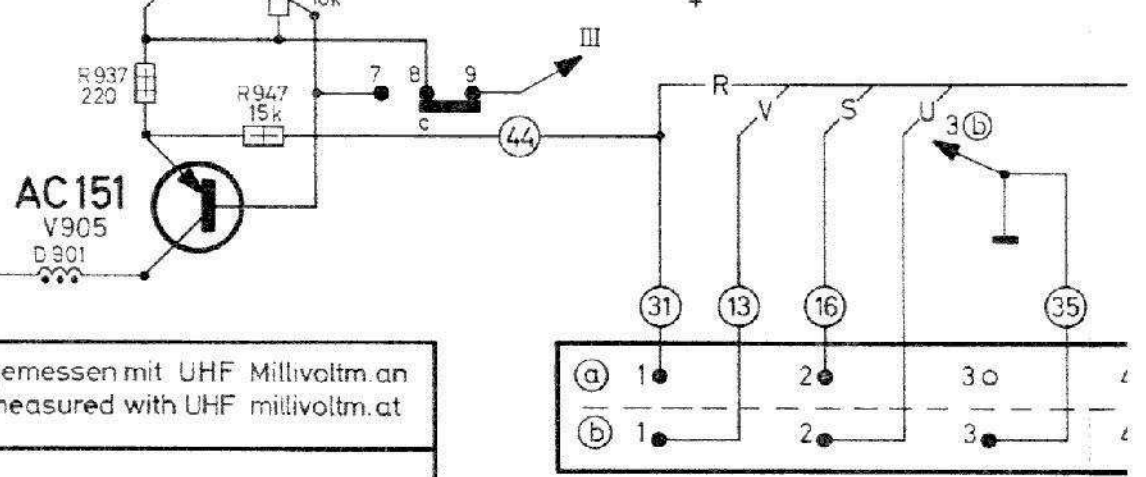 10k
+
III
R937
220
7 8 9
R947
15k
c
44
R
V
S
U
3 b
AC151
V905
D901
31
13
16
35
emessen mit UHF Millivoltm.an
measured with UHF millivoltm.at
a 1 2 3
b 1 2 3